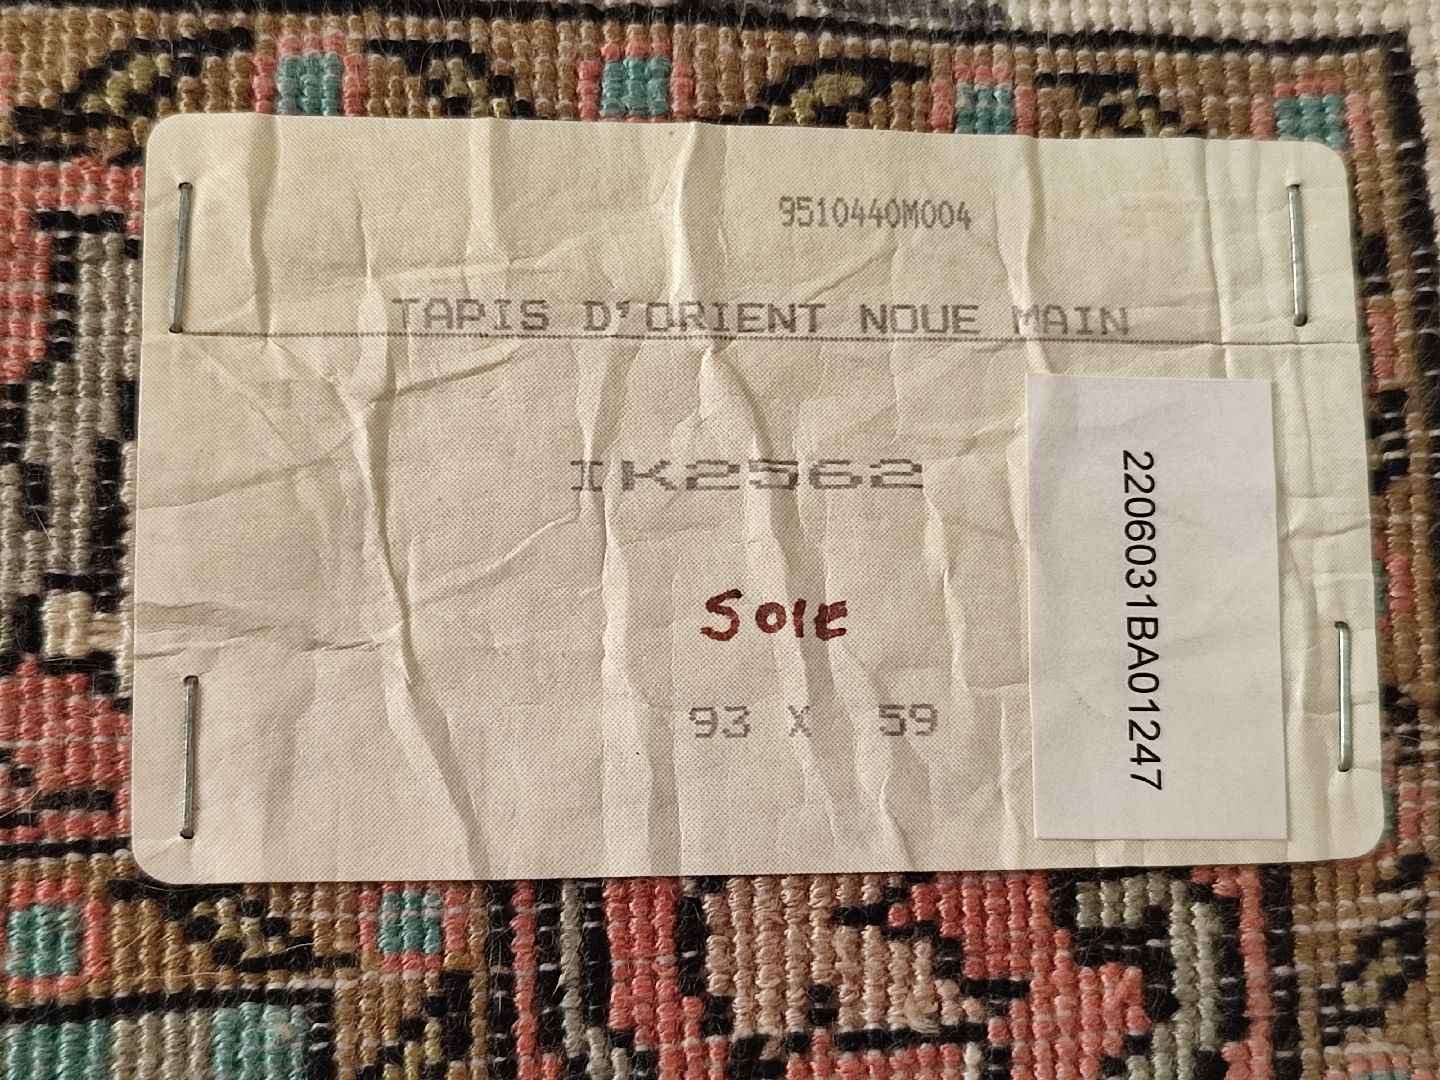 9510440M004
TAPIS D'ORIENT NOUE MAIN
IK2562
SOIE
93 X 59
2206031BA01247